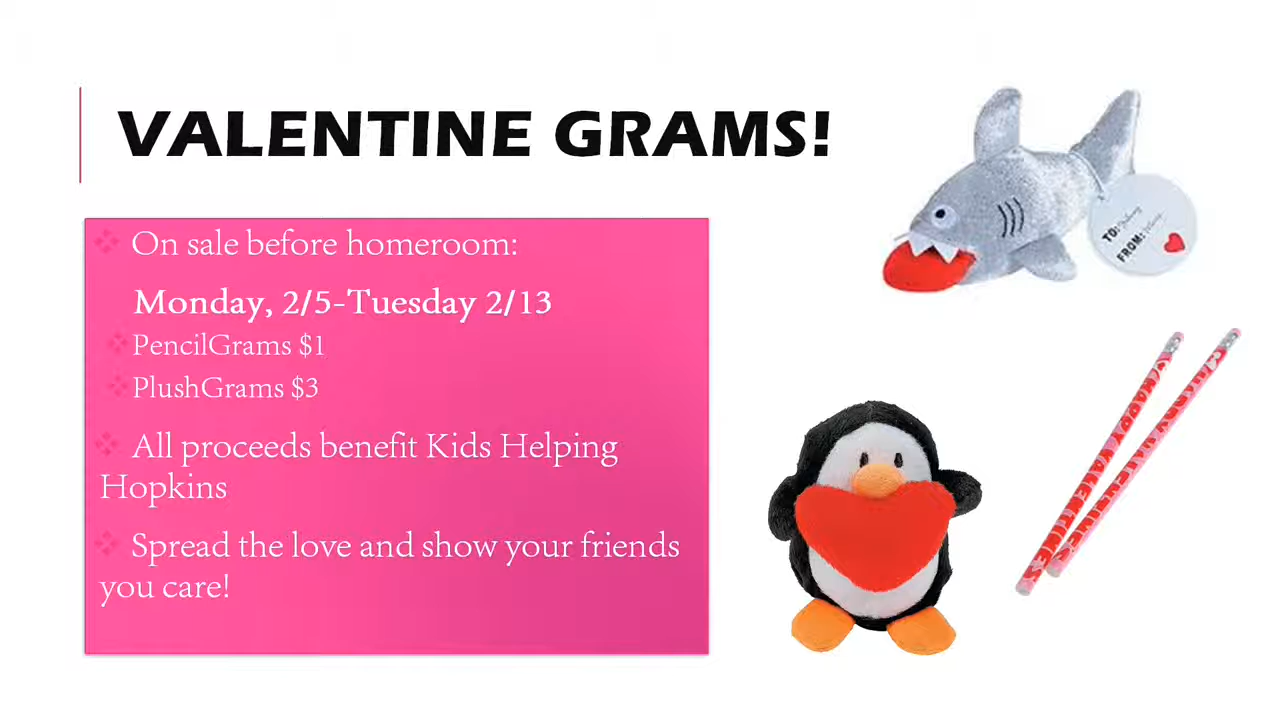 VALENTINE GRAMS!
On sale before homeroom:
Monday, 2/5-Tuesday 2/13
PencilGrams $1
PlushGrams $3
All proceeds benefit Kids Helping
Hopkins
Spread the love and show your friends
you care!
TO:
FROM: